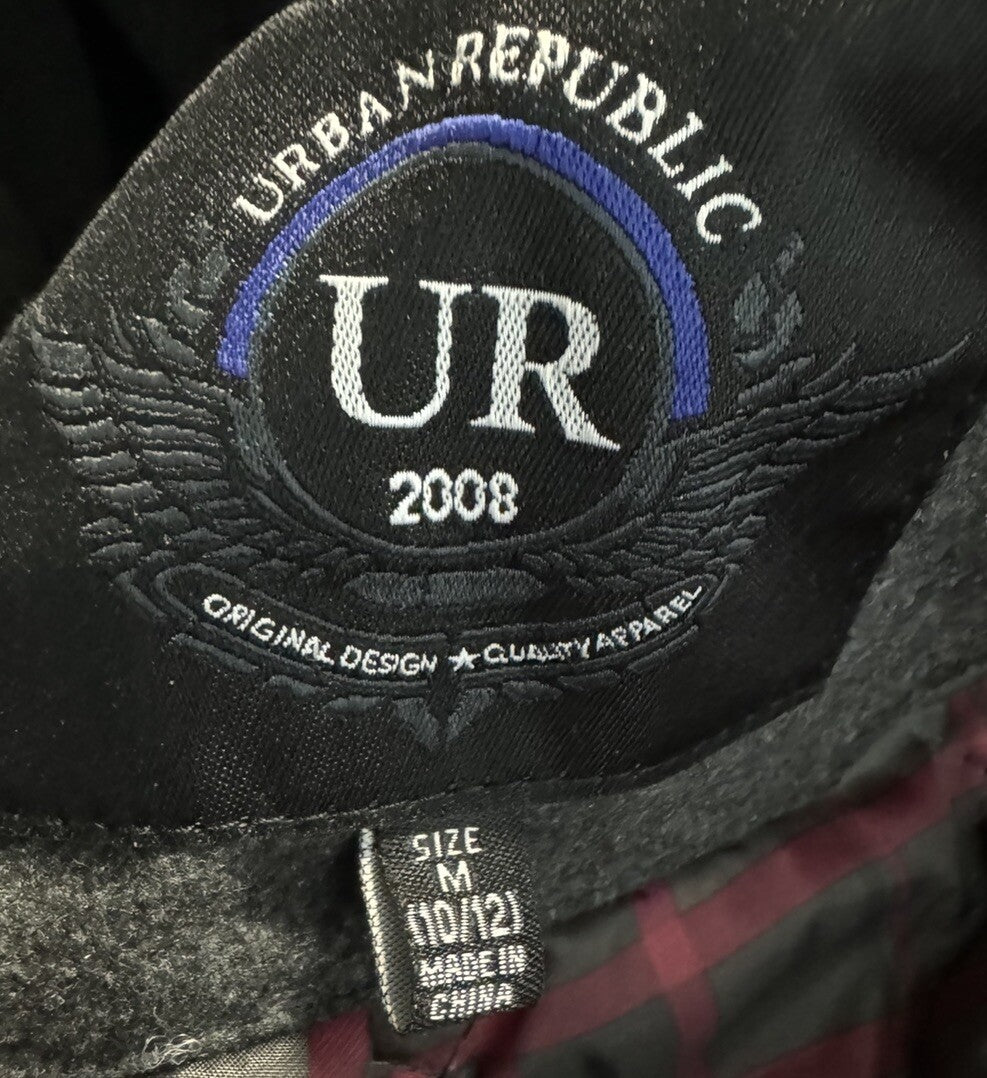 URBAN REPUBLIC
UR
2008
ORIGINAL DESIGN ★ QUALITY APPAREL
SIZE
M
(10/12)
MADE IN
CHINA